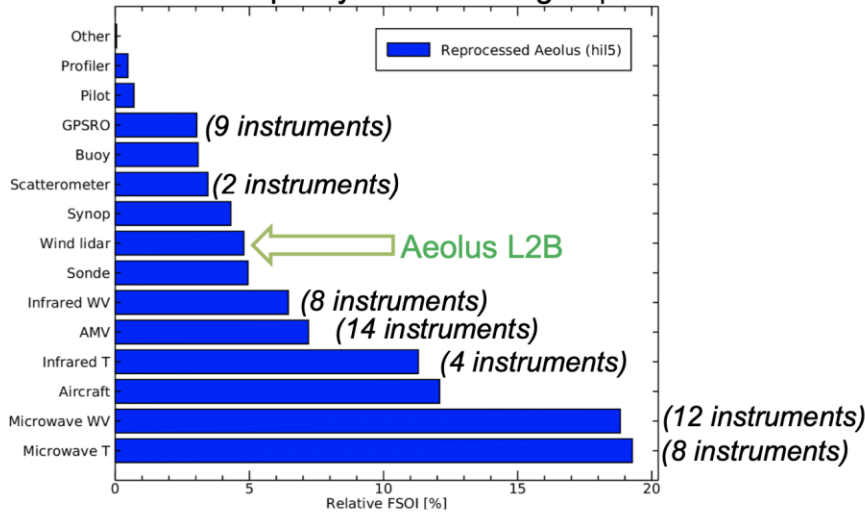 Reprocessed Aeolus (hil5)
Other
Profiler
Pilot
GPSRO (9 instruments)
Buoy
Scatterometer (2 instruments)
Synop
Wind lidar Aeolus L2B
Sonde
Infrared WV (8 instruments)
AMV (14 instruments)
Infrared T (4 instruments)
Aircraft
Microwave WV (12 instruments)
Microwave T (8 instruments)
0 5 10 15 20
Relative FSOI [%]